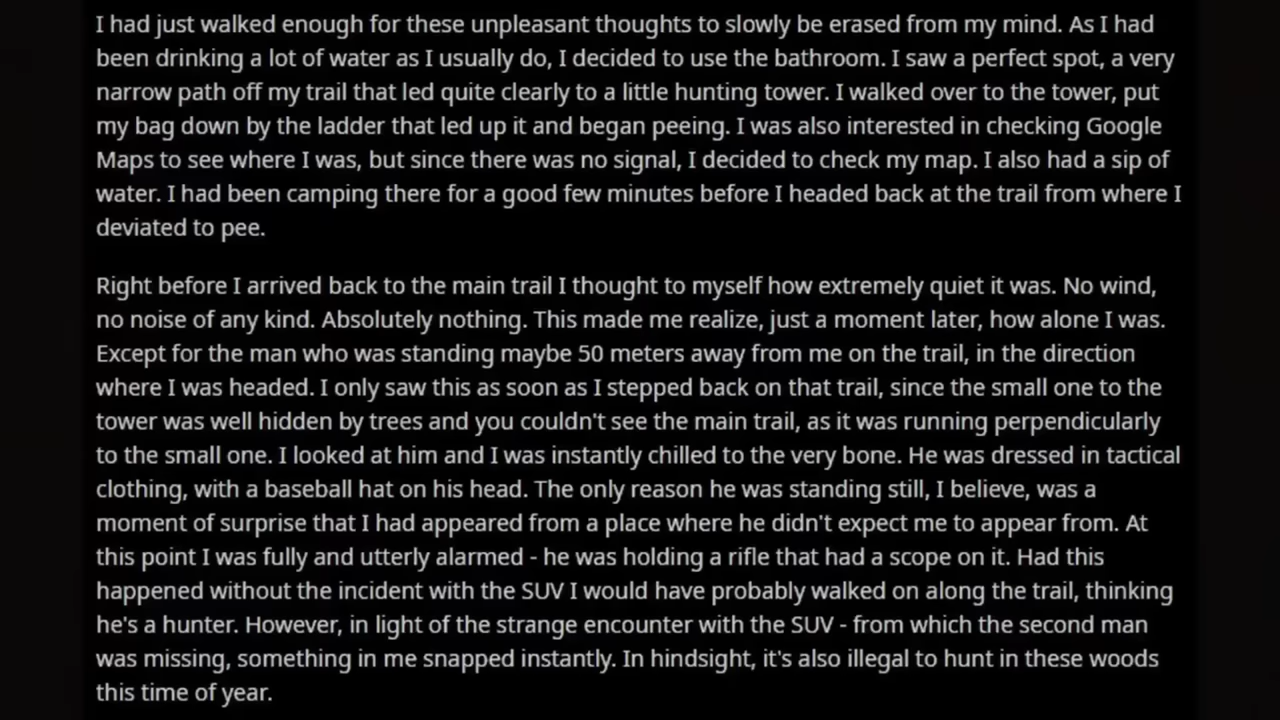 I had just walked enough for these unpleasant thoughts to slowly be erased from my mind. As I had
been drinking a lot of water as I usually do, I decided to use the bathroom. I saw a perfect spot, a very
narrow path off my trail that led quite clearly to a little hunting tower. I walked over to the tower, put
my bag down by the ladder that led up it and began peeing. I was also interested in checking Google
Maps to see where I was, but since there was no signal, I decided to check my map. I also had a sip of
water. I had been camping there for a good few minutes before I headed back at the trail from where I
deviated to pee.
Right before I arrived back to the main trail I thought to myself how extremely quiet it was. No wind,
no noise of any kind. Absolutely nothing. This made me realize, just a moment later, how alone I was.
Except for the man who was standing maybe 50 meters away from me on the trail, in the direction
where I was headed. I only saw this as soon as I stepped back on that trail, since the small one to the
tower was well hidden by trees and you couldn't see the main trail, as it was running perpendicularly
to the small one. I looked at him and I was instantly chilled to the very bone. He was dressed in tactical
clothing, with a baseball hat on his head. The only reason he was standing still, I believe, was a
moment of surprise that I had appeared from a place where he didn't expect me to appear from. At
this point I was fully and utterly alarmed - he was holding a rifle that had a scope on it. Had this
happened without the incident with the SUV I would have probably walked on along the trail, thinking
he's a hunter. However, in light of the strange encounter with the SUV - from which the second man
was missing, something in me snapped instantly. In hindsight, it's also illegal to hunt in these woods
this time of year.